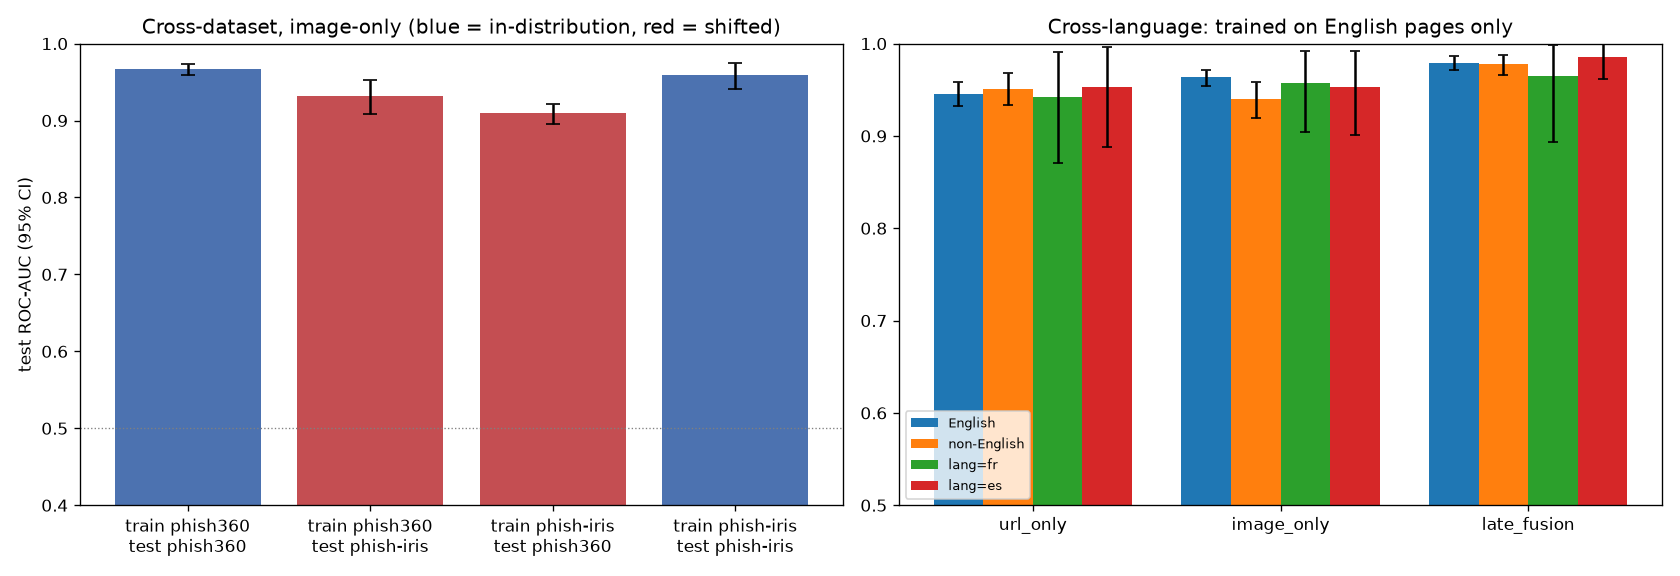 Cross-dataset, image-only (blue = in-distribution, red = shifted)
test ROC-AUC (95% CI)
1.0
0.9
0.8
0.7
0.6
0.5
0.4
train phish360
test phish360
train phish360
test phish-iris
train phish-iris
test phish360
train phish-iris
test phish-iris
Cross-language: trained on English pages only
1.0
0.9
0.8
0.7
0.6
0.5
English
non-English
lang=fr
lang=es
url_only
image_only
late_fusion